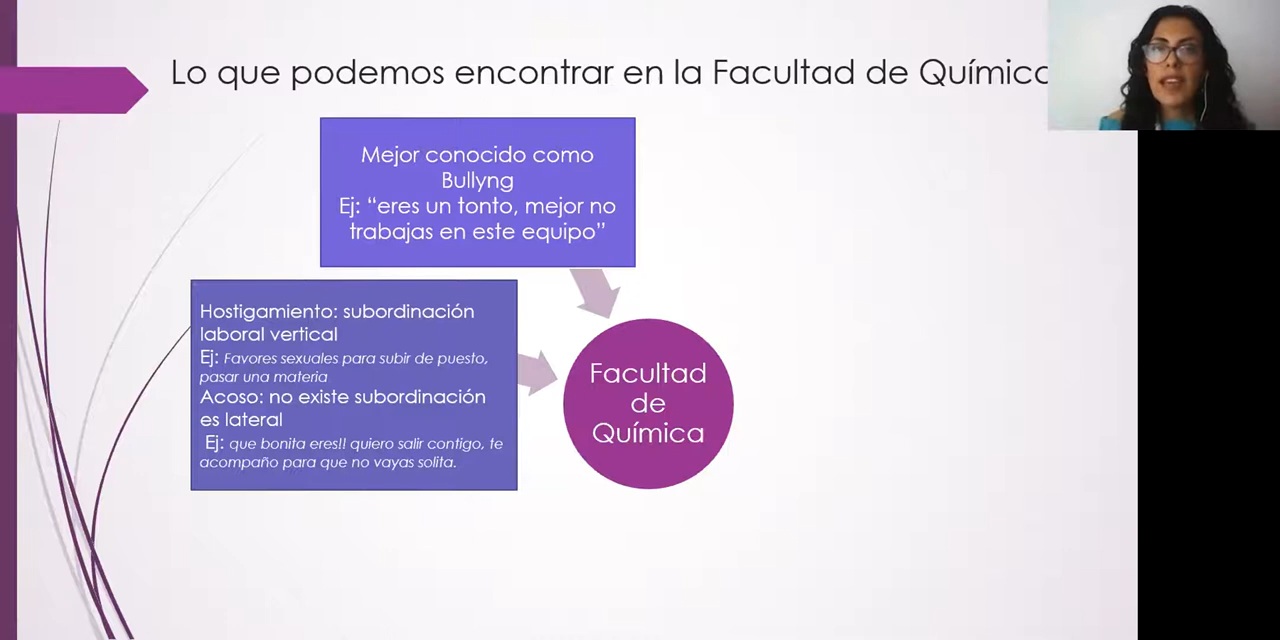 Lo que podemos encontrar en la Facultad de Química
Mejor conocido como
Bullyng
Ej: “eres un tonto, mejor no
trabajas en este equipo”
Hostigamiento: subordinación
laboral vertical
Ej: Favores sexuales para subir de puesto,
pasar una materia
Acoso: no existe subordinación
es lateral
Ej: que bonita eres!! quiero salir contigo, te
acompaño para que no vayas solita.
Facultad
de
Química